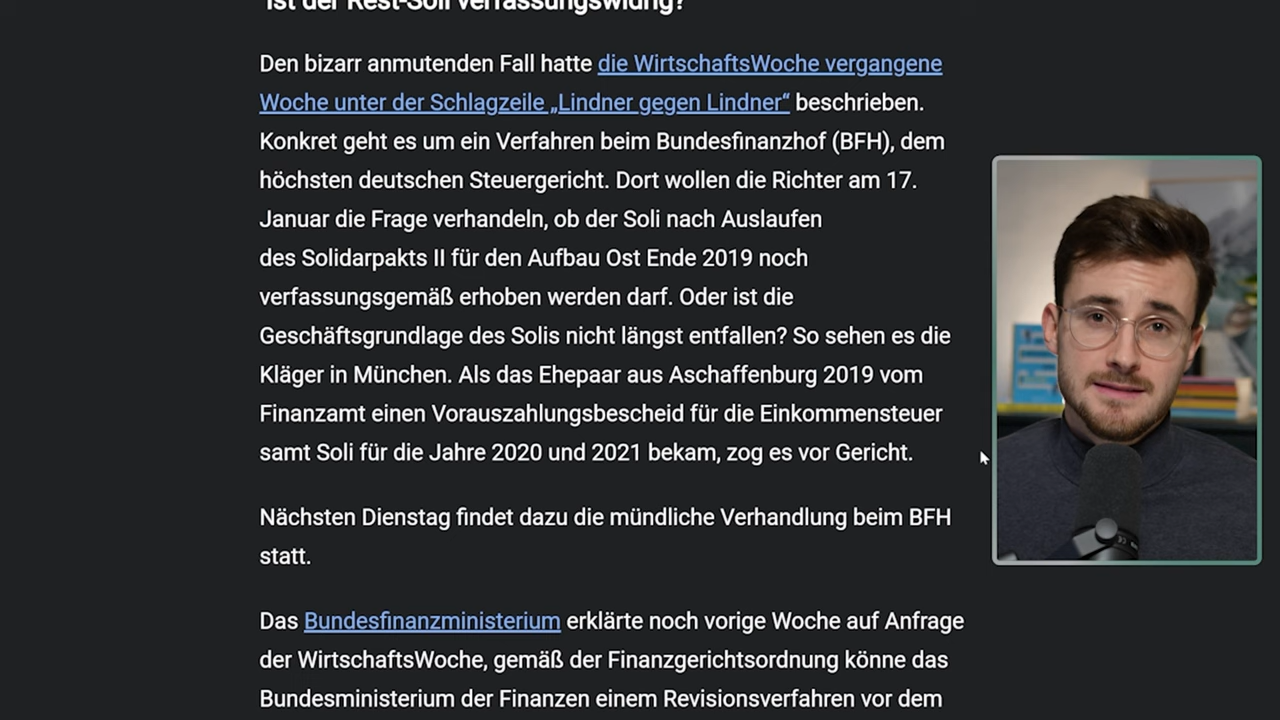 Ist der Rest-Soli verfassungswidrig?
Den bizarr anmutenden Fall hatte die WirtschaftsWoche vergangene
Woche unter der Schlagzeile „Lindner gegen Lindner“ beschrieben.
Konkret geht es um ein Verfahren beim Bundesfinanzhof (BFH), dem
höchsten deutschen Steuergericht. Dort wollen die Richter am 17.
Januar die Frage verhandeln, ob der Soli nach Auslaufen
des Solidarpakts II für den Aufbau Ost Ende 2019 noch
verfassungsgemäß erhoben werden darf. Oder ist die
Geschäftsgrundlage des Solis nicht längst entfallen? So sehen es die
Kläger in München. Als das Ehepaar aus Aschaffenburg 2019 vom
Finanzamt einen Vorauszahlungsbescheid für die Einkommensteuer
samt Soli für die Jahre 2020 und 2021 bekam, zog es vor Gericht.
Nächsten Dienstag findet dazu die mündliche Verhandlung beim BFH
statt.
Das Bundesfinanzministerium erklärte noch vorige Woche auf Anfrage
der WirtschaftsWoche, gemäß der Finanzgerichtsordnung könne das
Bundesministerium der Finanzen einem Revisionsverfahren vor dem